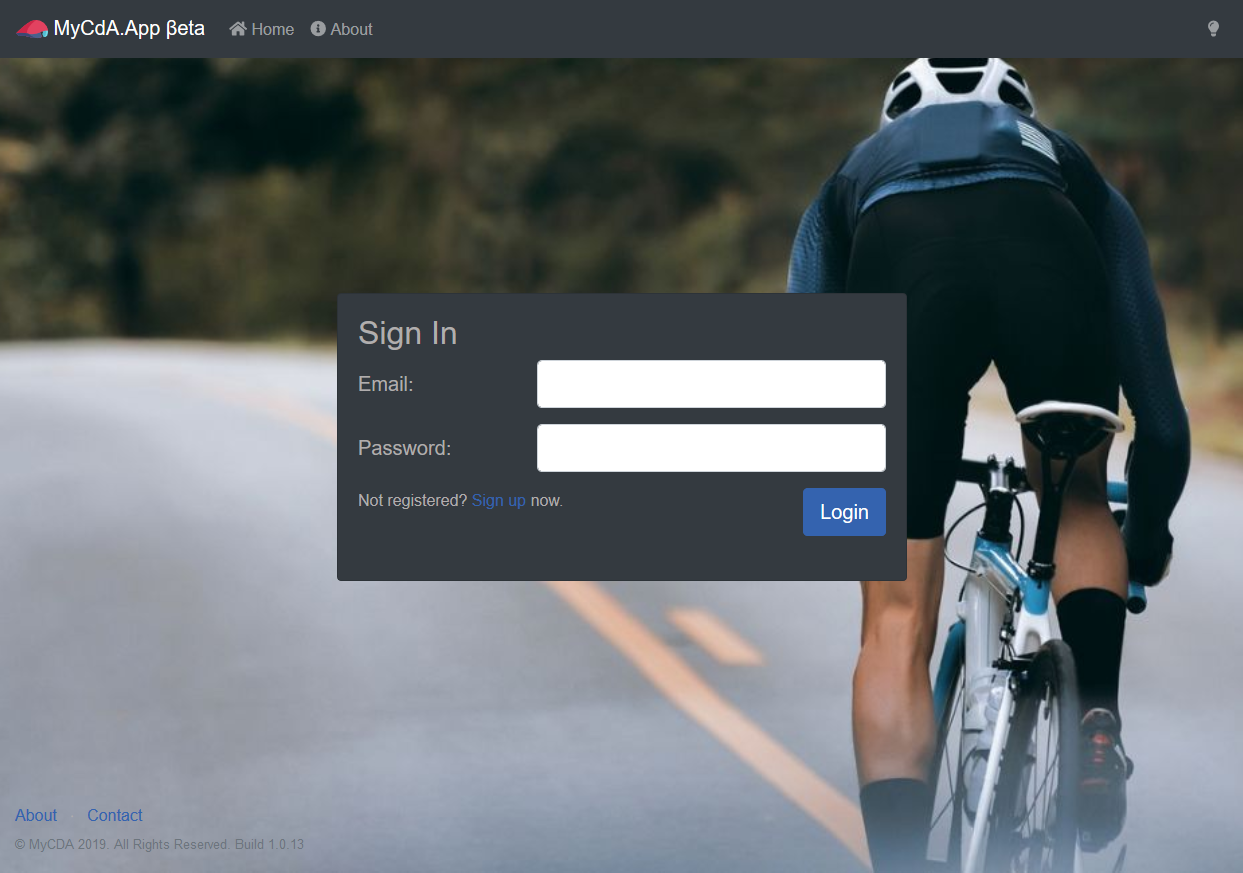 MyCdA.App βeta Home About
Sign In
Email:
Password:
Not registered? Sign up now.
Login
About Contact
© MyCDA 2019. All Rights Reserved. Build 1.0.13